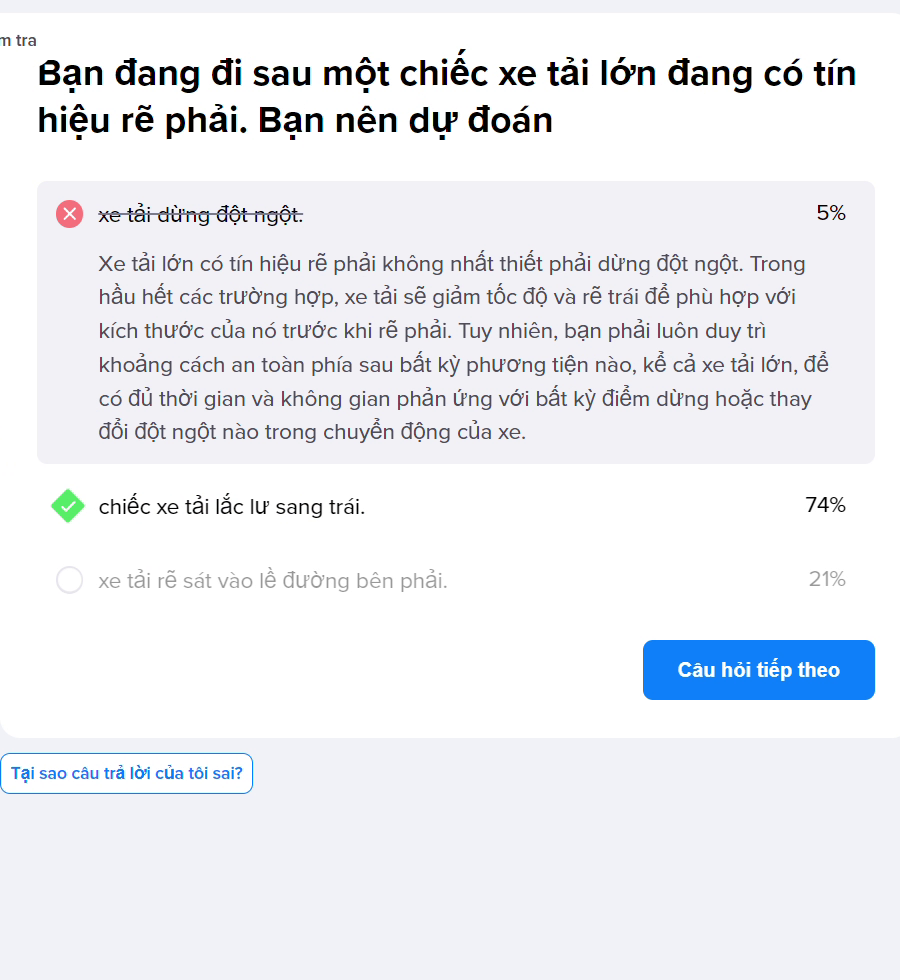 m tra
Bạn đang đi sau một chiếc xe tải lớn đang có tín
hiệu rẽ phải. Bạn nên dự đoán
xe tải dừng đột ngột.
5%
Xe tải lớn có tín hiệu rẽ phải không nhất thiết phải dừng đột ngột. Trong
hầu hết các trường hợp, xe tải sẽ giảm tốc độ và rẽ trái để phù hợp với
kích thước của nó trước khi rẽ phải. Tuy nhiên, bạn phải luôn duy trì
khoảng cách an toàn phía sau bất kỳ phương tiện nào, kể cả xe tải lớn, để
có đủ thời gian và không gian phản ứng với bất kỳ điểm dừng hoặc thay
đổi đột ngột nào trong chuyển động của xe.
chiếc xe tải lắc lư sang trái.
74%
xe tải rẽ sát vào lề đường bên phải.
21%
Câu hỏi tiếp theo
Tại sao câu trả lời của tôi sai?